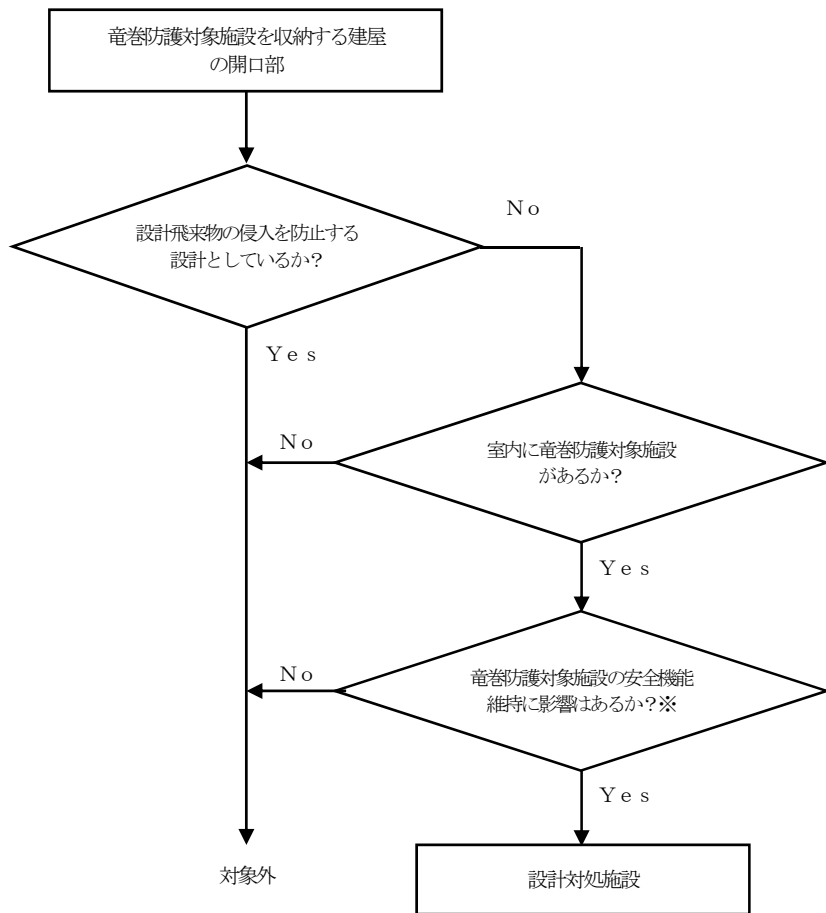 竜巻防護対象施設を収納する建屋
の開口部
設計飛来物の侵入を防止する
設計としているか？
Ｎｏ
Ｙｅｓ
Ｎｏ
室内に竜巻防護対象施設
があるか？
Ｙｅｓ
Ｎｏ
竜巻防護対象施設の安全機能
維持に影響はあるか？※
Ｙｅｓ
対象外
設計対処施設